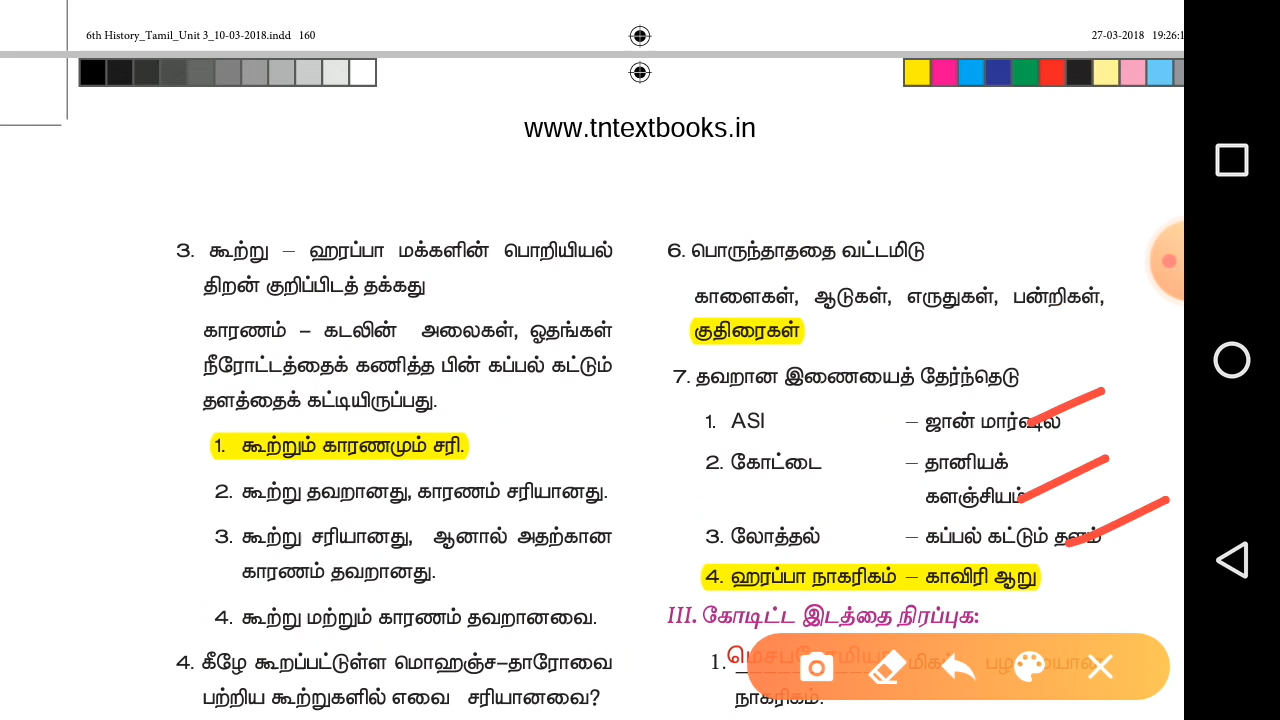 6th History_Tamil_Unit 3_10-03-2018.indd 160
27-03-2018 19:26:1
www.tntextbooks.in
3. கூற்று – ஹரப்பா மக்களின் பொறியியல்
திறன் குறிப்பிடத் தக்கது
காரணம் – கடலின் அலைகள், ஓதங்கள்
நீரோட்டத்தைக் கணித்த பின் கப்பல் கட்டும்
தளத்தைக் கட்டியிருப்பது.
1. கூற்றும் காரணமும் சரி.
2. கூற்று தவறானது, காரணம் சரியானது.
3. கூற்று சரியானது, ஆனால் அதற்கான
காரணம் தவறானது.
4. கூற்று மற்றும் காரணம் தவறானவை.
4. கீழே கூறப்பட்டுள்ள மொஹஞ்ச-தாரோவை
பற்றிய கூற்றுகளில் எவை சரியானவை?
6. பொருந்தாததை வட்டமிடு
காளைகள், ஆடுகள், எருதுகள், பன்றிகள்,
குதிரைகள்
7. தவறான இணையைத் தேர்ந்தெடு
1. ASI – ஜான் மார்ஷல்
2. கோட்டை – தானியக்
களஞ்சியம்
3. லோத்தல் – கப்பல் கட்டும் தளம்
4. ஹரப்பா நாகரிகம் – காவிரி ஆறு
III. கோடிட்ட இடத்தை நிரப்புக:
1.
நாகரிகம்.